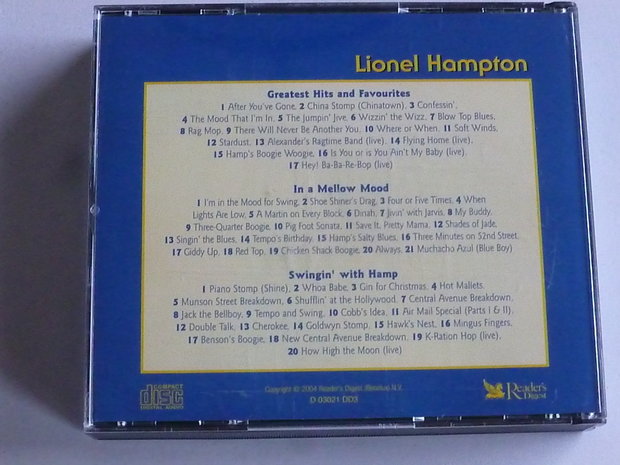 Lionel Hampton
Greatest Hits and Favourites
1 After You've Gone, 2 China Stomp (Chinatown), 3 Confessin',
4 The Mood That I'm In, 5 The Jumpin' Jive, 6 Wizzin' the Wizz, 7 Blow Top Blues,
8 Rag Mop, 9 There Will Never Be Another You, 10 Where or When, 11 Soft Winds,
12 Stardust, 13 Alexander's Ragtime Band (live) 14 Flying Home (live),
15 Hamp's Boogie Woogie, 16 Is You or is You Ain't My Baby (live),
17 Hey! Ba-Ba-Re-Bop (live)
In a Mellow Mood
1 I'm in the Mood for Swing, 2 Shoe Shiner's Drag, 3 Four or Five Times, 4 When
Lights Are Low, 5 A Martin on Every Block, 6 Dinah, 7 Jivin' with Jarvis, 8 My Buddy,
9 Three-Quarter Boogie, 10 Pig Foot Sonata, 11 Save It, Pretty Mama, 12 Shades of Jade,
13 Singin' the Blues, 14 Tempo's Birthday, 15 Hamp's Salty Blues, 16 Three Minutes on 52nd Street,
17 Giddy Up, 18 Red Top, 19 Chicken Shack Boogie, 20 Always, 21 Muchacho Azul (Blue Boy)
Swingin' with Hamp
1 Piano Stomp (Shine), 2 Whoa Babe, 3 Gin for Christmas, 4 Hot Mallets,
5 Munson Street Breakdown, 6 Shufflin' at the Hollywood, 7 Central Avenue Breakdown,
8 Jack the Bellboy, 9 Tempo and Swing, 10 Cobb's Idea, 11 Air Mail Special (Parts I & II),
12 Double Talk, 13 Cherokee, 14 Goldwyn Stomp, 15 Hawk's Nest, 16 Mingus Fingers,
17 Benson's Boogie, 18 New Central Avenue Breakdown, 19 K-Ration Hop (live),
20 How High the Moon (live)
COMPACT
disc
DIGITAL AUDIO
Copyright © 2004 Reader's Digest (Benelux) N.V.
D 03021 DD3
Reader's
Digest